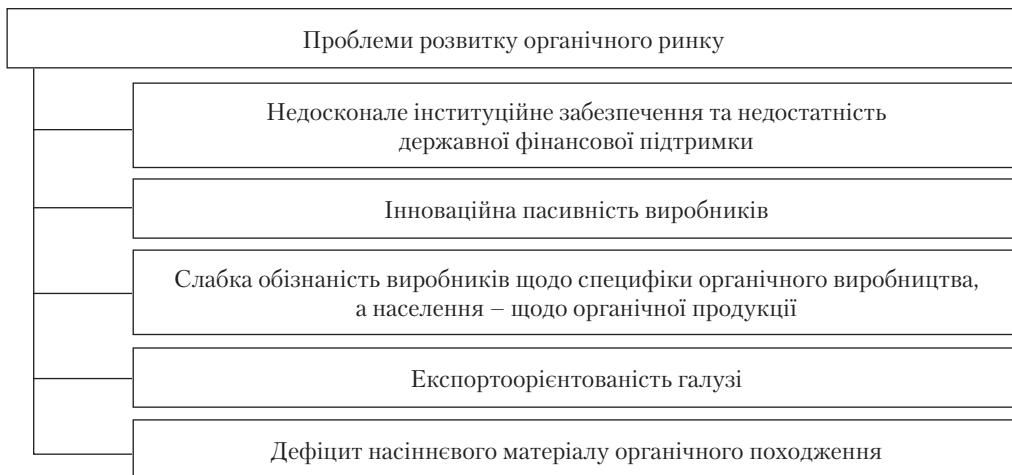 Проблеми розвитку органічного ринку
Недосконале інституційне забезпечення та недостатність
державної фінансової підтримки
Інноваційна пасивність виробників
Слабка обізнаність виробників щодо специфіки органічного виробництва,
а населення – щодо органічної продукції
Експортоорієнтованість галузі
Дефіцит насіннєвого матеріалу органічного походження